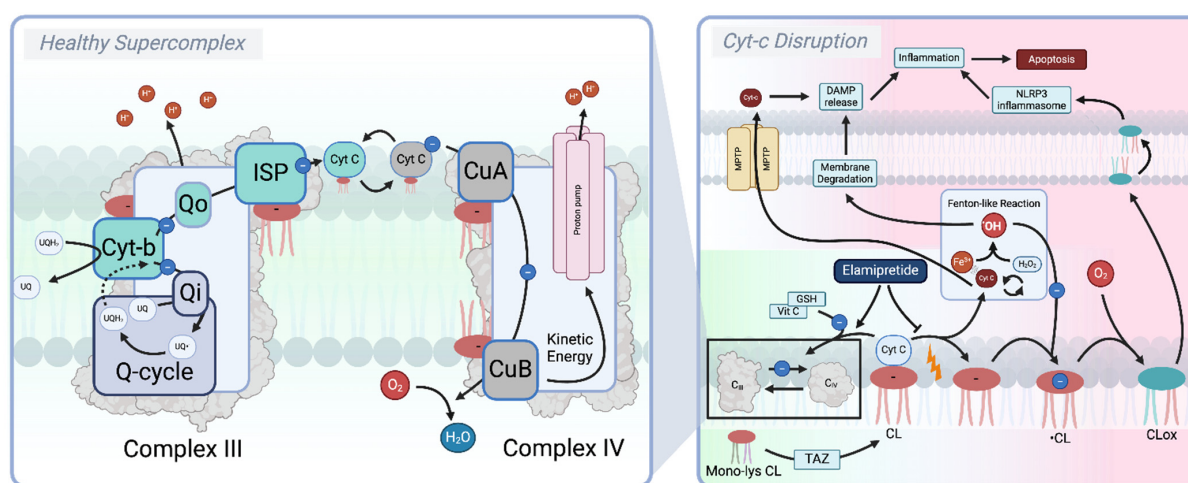 Healthy Supercomplex
H⁺
H⁺
H⁺
H⁺
H⁺
H⁺
ISP
Cyt C
Cyt C
CuA
Proton pump
Qo
Cyt-b
UQH₂
UQ
Qi
UQ
UQH₂
UQ•
Q-cycle
Kinetic
Energy
CuB
O₂
H₂O
Complex III
Complex IV
Cyt-c Disruption
Inflammation
Apoptosis
Cyt-c
DAMP
release
NLRP3
inflammasome
MPTP
MPTP
Membrane
Degradation
Fenton-like Reaction
•OH
Fe³⁺
H₂O₂
Cyt C
O₂
Elamipretide
GSH
Vit C
Cyt C
CIII
CIV
CL
•CL
CLox
Mono-lys CL
TAZ